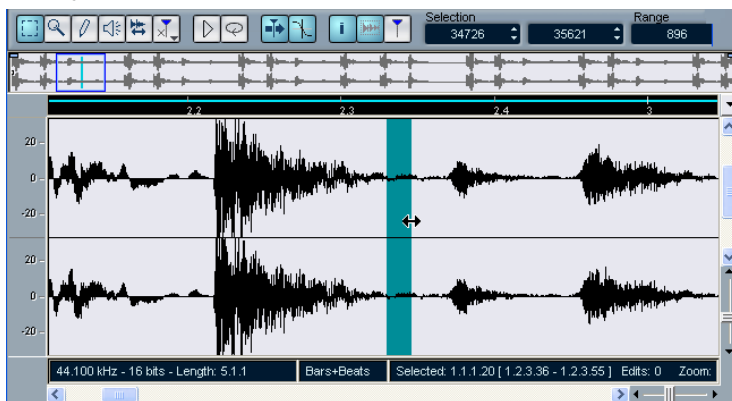 Selection Range
34726 35621 896
2.2 2.3 2.4 3
20
0
-20
20
0
-20
44.100 kHz - 16 bits - Length: 5.1.1 Bars+Beats Selected: 1.1.1.20 [ 1.2.3.36 - 1.2.3.55 ] Edits: 0 Zoom: